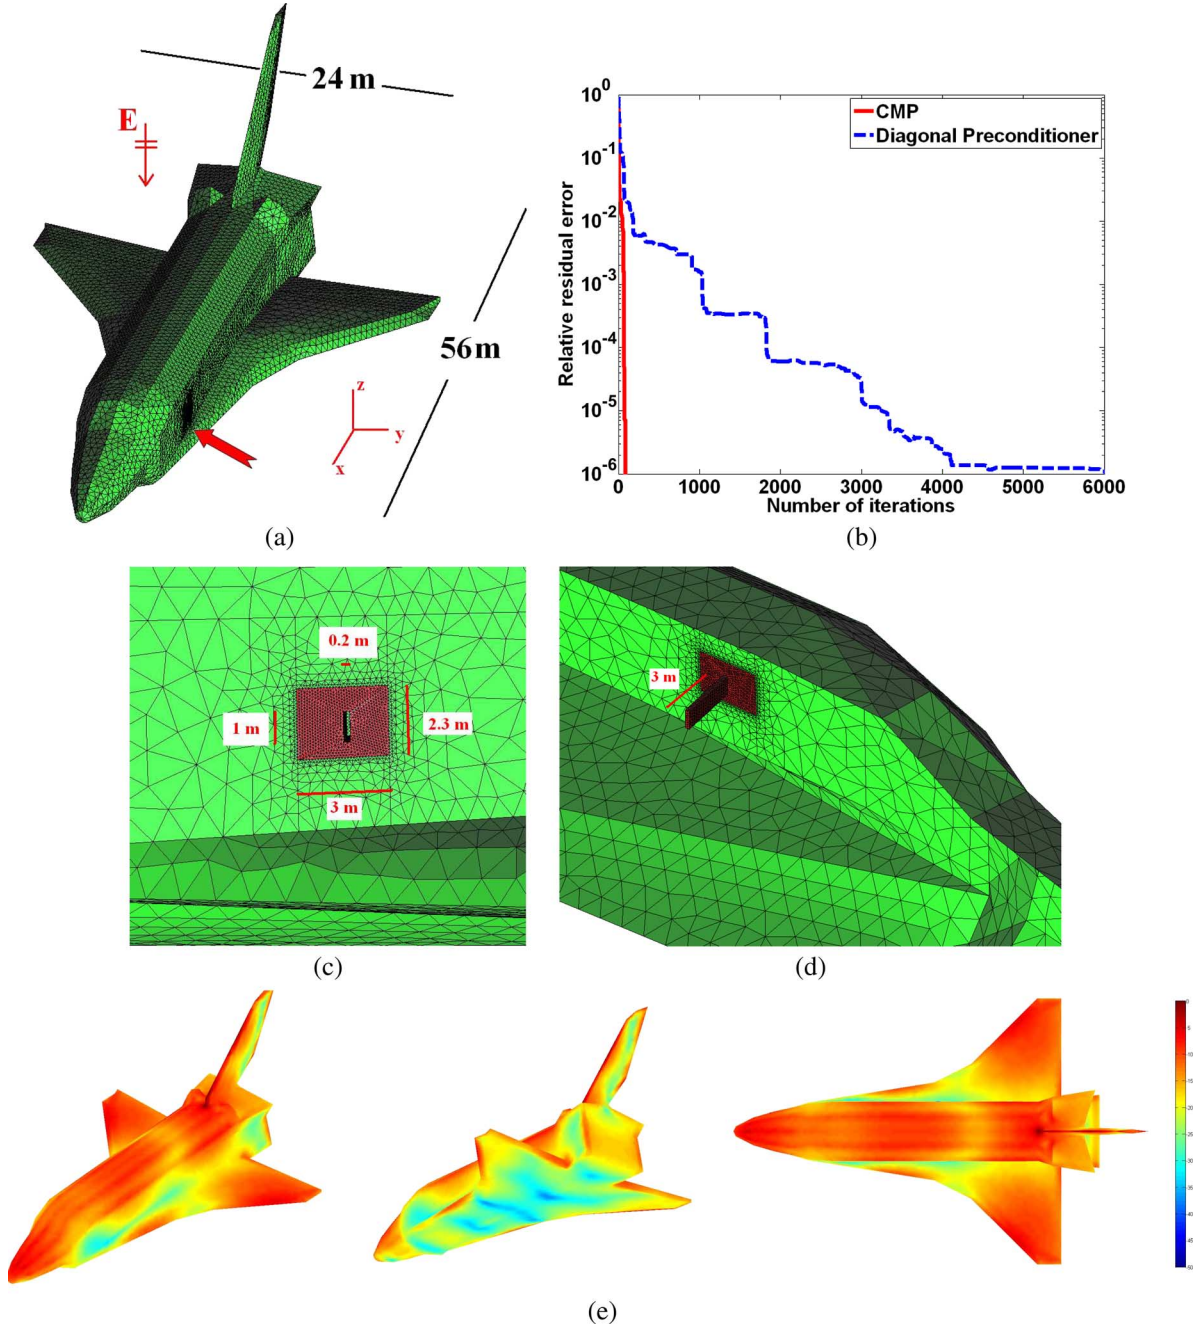 24 m
E
56 m
z
y
x
(a)
CMP
Diagonal Preconditioner
10^0
10^-1
10^-2
10^-3
10^-4
10^-5
10^-6
Relative residual error
0 1000 2000 3000 4000 5000 6000
Number of iterations
(b)
0.2 m
1 m
2.3 m
3 m
(c)
3 m
(d)
(e)